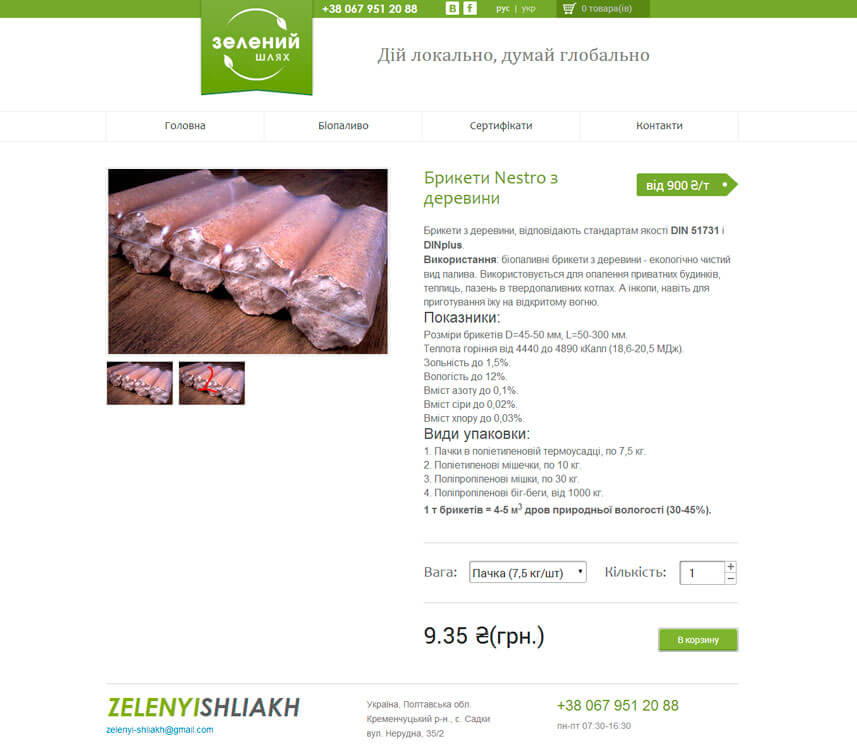 +38 067 951 20 88
B f
рус | укр
0 товара(ів)
зелений
шлях
Дій локально, думай глобально
Головна
Біопаливо
Сертифікати
Контакти
Брикети Nestro з
деревини
від 900 ₴/т
Брикети з деревини, відповідають стандартам якості DIN 51731 і
DINplus.
Використання: біопаливні брикети з деревини - екологічно чистий
вид палива. Використовується для опалення приватних будинків,
теплиць, лазень в твердопаливних котлах. А інколи, навіть для
приготування їжу на відкритому вогню.
Показники:
Розміри брикетів D=45-50 мм, L=50-300 мм.
Теплота горіння від 4440 до 4890 кКалл (18,6-20,5 МДж).
Зольність до 1,5%.
Вологість до 12%.
Вміст азоту до 0,1%.
Вміст сіри до 0,02%.
Вміст хлору до 0,03%.
Види упаковки:
1. Пачки в поліетиленовій термоусадці, по 7,5 кг.
2. Поліетиленові мішечки, по 10 кг.
3. Поліпропіленові мішки, по 30 кг.
4. Поліпропіленові біг-беги, від 1000 кг.
1 т брикетів = 4-5 м³ дров природньої вологості (30-45%).
2
Вага: Пачка (7,5 кг/шт) Кількість: 1 + −
9.35 ₴(грн.)
В корзину
ZELENYISHLIAKH
zelenyi-shliakh@gmail.com
Україна, Полтавська обл.
Кременчуцький р-н., с. Садки
вул. Нерудна, 35/2
+38 067 951 20 88
пн-пт 07:30-16:30